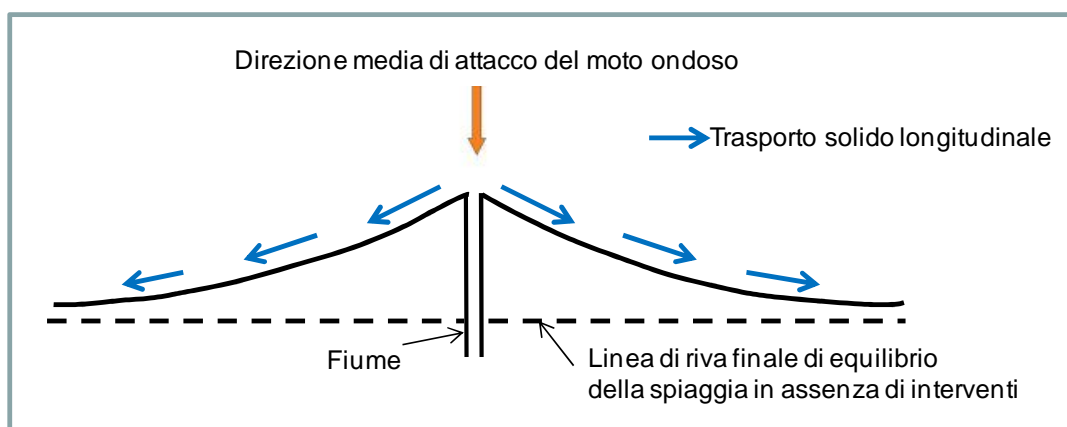 Direzione media di attacco del moto ondoso
Trasporto solido longitudinale
Fiume
Linea di riva finale di equilibrio
della spiaggia in assenza di interventi